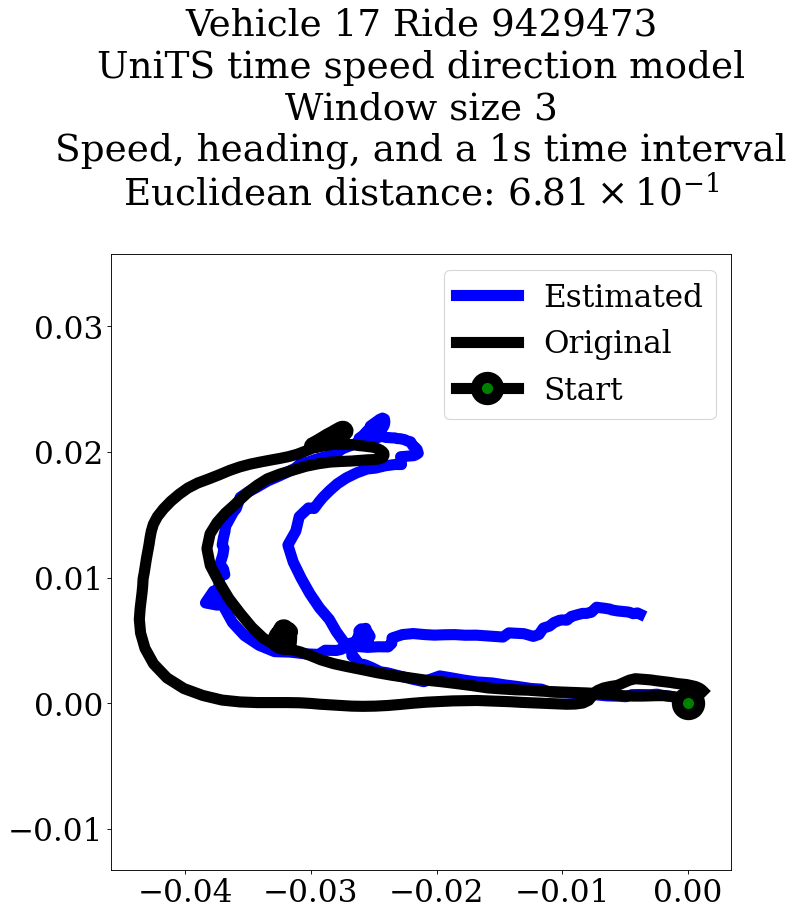 Vehicle 17 Ride 9429473
UniTS time speed direction model
Window size 3
Speed, heading, and a 1s time interval
Euclidean distance: 6.81 × 10⁻¹
Estimated
Original
Start
0.03
0.02
0.01
0.00
−0.01
−0.04 −0.03 −0.02 −0.01 0.00